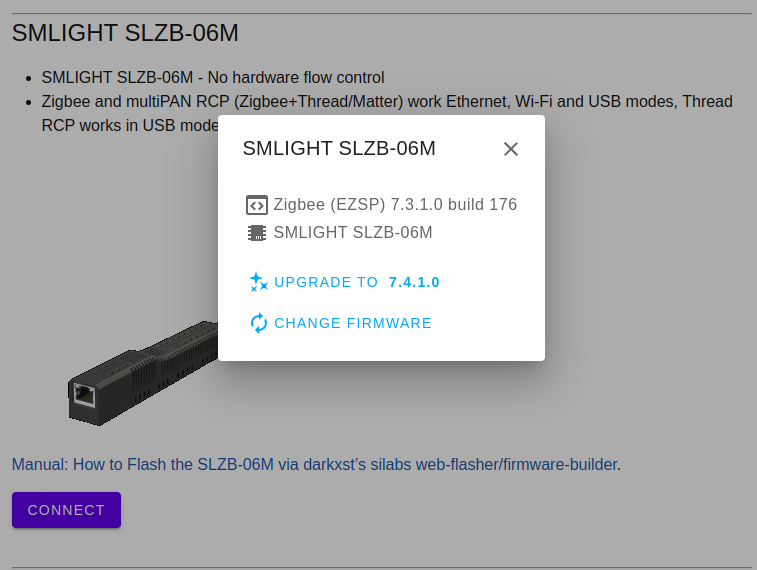 SMLIGHT SLZB-06M
SMLIGHT SLZB-06M - No hardware flow control
Zigbee and multiPAN RCP (Zigbee+Thread/Matter) work Ethernet, Wi-Fi and USB modes, Thread
RCP works in USB mode
SMLIGHT SLZB-06M
Zigbee (EZSP) 7.3.1.0 build 176
SMLIGHT SLZB-06M
UPGRADE TO 7.4.1.0
CHANGE FIRMWARE
Manual: How to Flash the SLZB-06M via darkxst’s silabs web-flasher/firmware-builder.
CONNECT